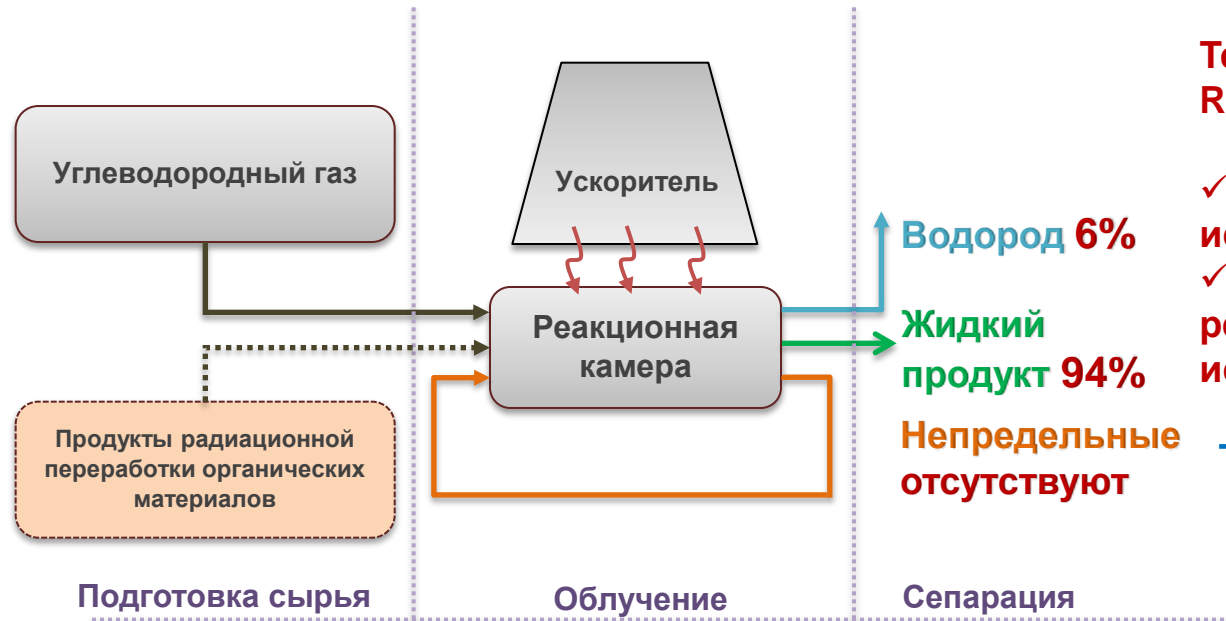 Углеводородный газ
Продукты радиационной
переработки органических
материалов
Подготовка сырья
Ускоритель
Реакционная
камера
Облучение
Водород 6%
Жидкий
продукт 94%
Непредельные
отсутствуют
Сепарация